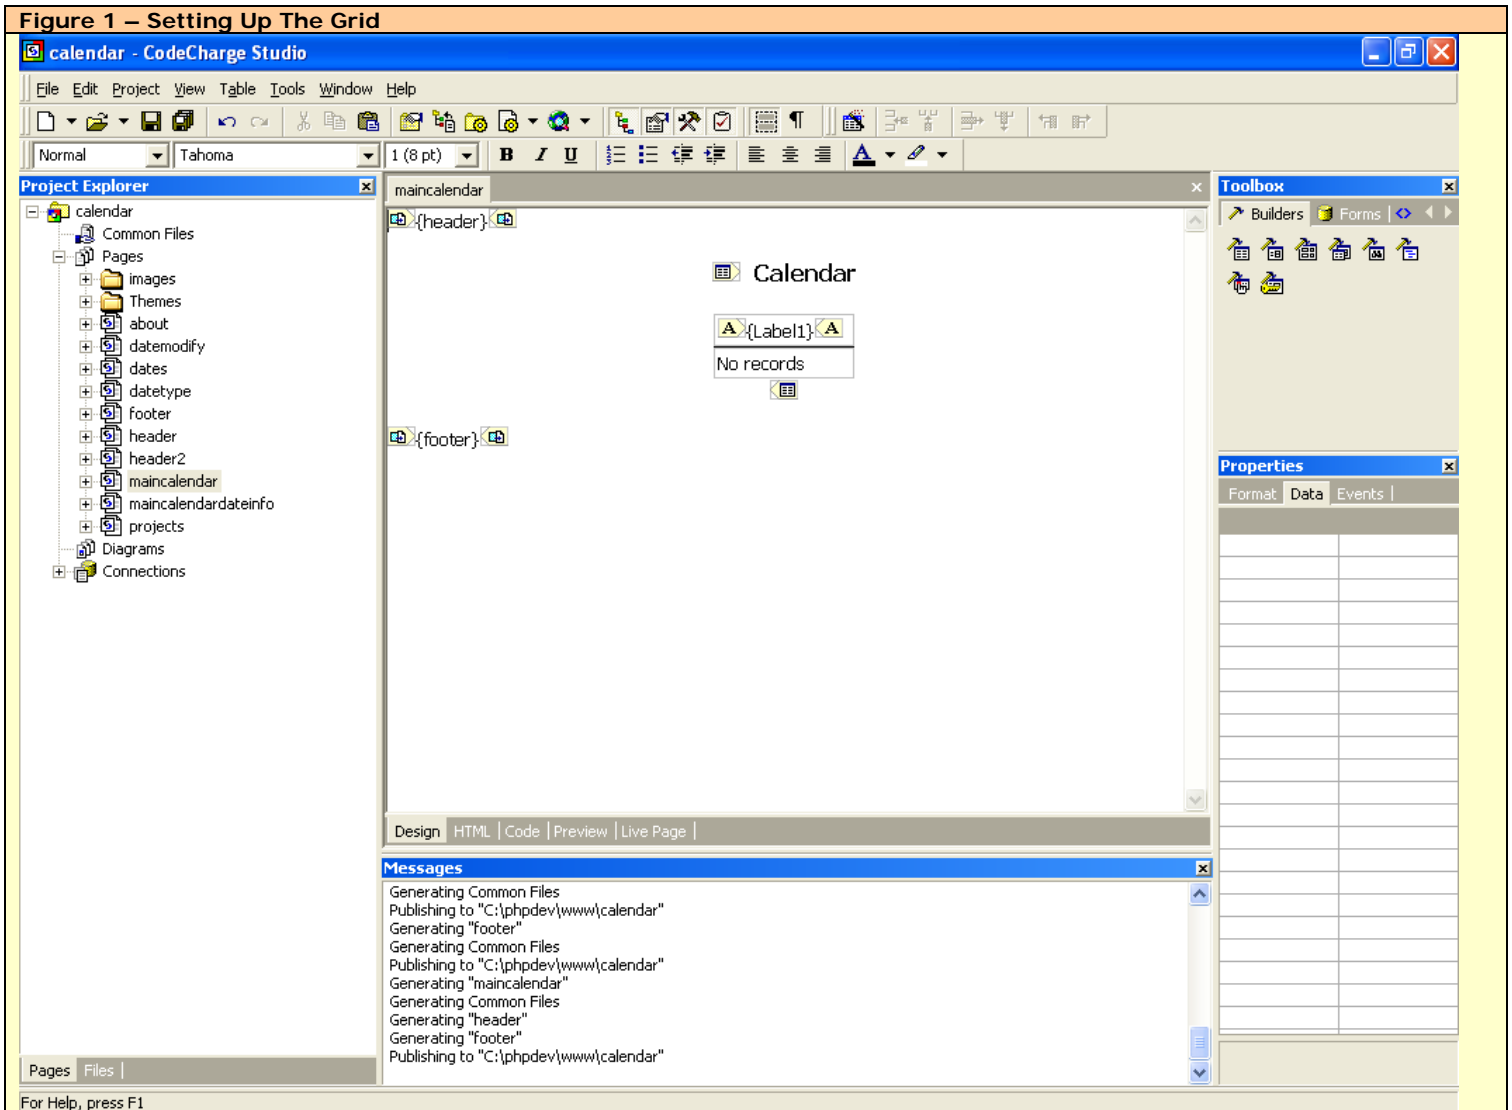 Figure 1 – Setting Up The Grid
calendar - CodeCharge Studio
File Edit Project View Table Tools Window Help
Normal Tahoma 1 (8 pt) B I U A
Project Explorer
calendar
Common Files
Pages
images
Themes
about
datemodify
dates
datetype
footer
header
header2
maincalendar
maincalendardateinfo
projects
Diagrams
Connections
Pages Files
maincalendar
{header}
Calendar
A {Label1} A
No records
{footer}
Design HTML Code Preview Live Page
Messages
Generating Common Files
Publishing to "C:\phpdev\www\calendar"
Generating "footer"
Generating Common Files
Publishing to "C:\phpdev\www\calendar"
Generating "maincalendar"
Generating Common Files
Generating "header"
Generating "footer"
Publishing to "C:\phpdev\www\calendar"
Toolbox
Builders Forms
Properties
Format Data Events
For Help, press F1